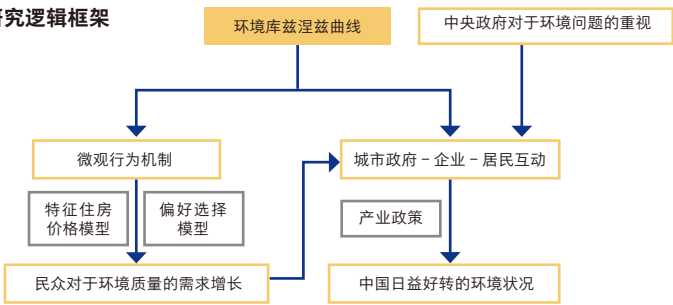 究逻辑框架
环境库兹涅兹曲线
中央政府对于环境问题的重视
微观行为机制
城市政府－企业－居民互动
特征住房
价格模型
偏好选择
模型
产业政策
民众对于环境质量的需求增长
中国日益好转的环境状况